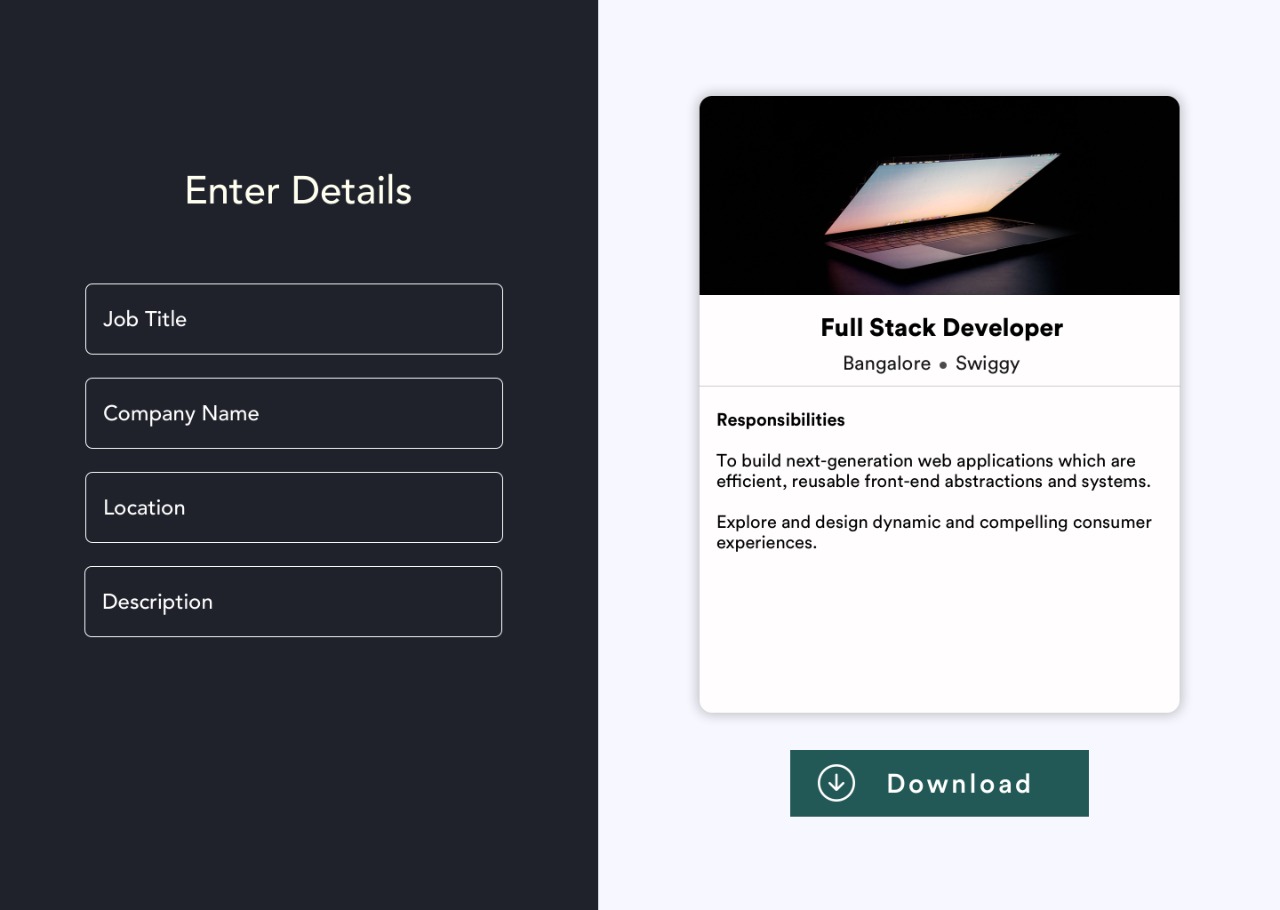 Enter Details
Job Title
Company Name
Location
Description
Full Stack Developer
Bangalore • Swiggy
Responsibilities
To build next-generation web applications which are
efficient, reusable front-end abstractions and systems.
Explore and design dynamic and compelling consumer
experiences.
Download